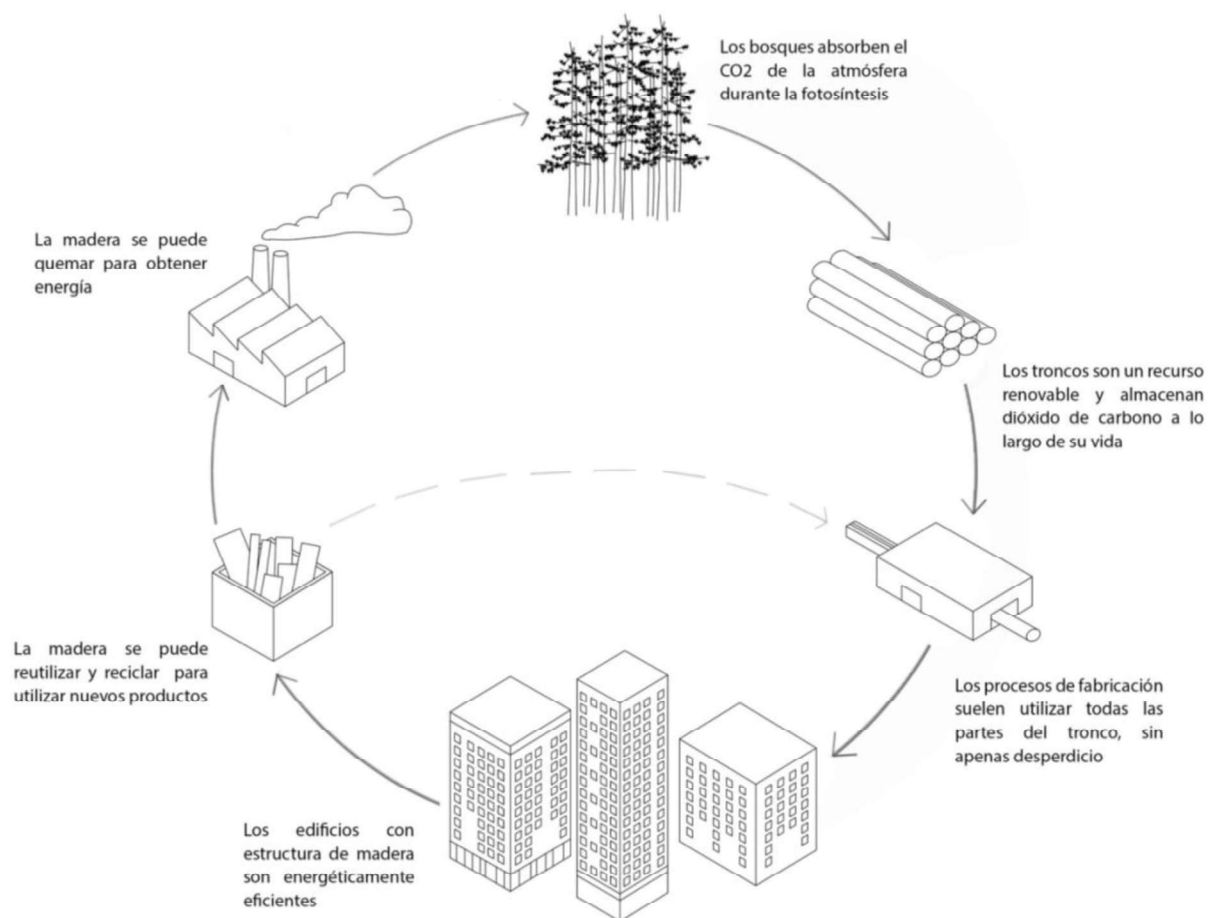 Los bosques absorben el
CO2 de la atmósfera
durante la fotosíntesis
Los troncos son un recurso
renovable y almacenan
dióxido de carbono a lo
largo de su vida
Los procesos de fabricación
suelen utilizar todas las
partes del tronco, sin
apenas desperdicio
Los edificios con
estructura de madera
son energéticamente
eficientes
La madera se puede
reutilizar y reciclar para
utilizar nuevos productos
La madera se puede
quemar para obtener
energía